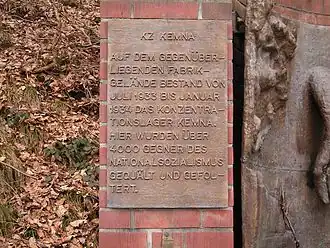 KZ KEMNA
AUF DEM GEGENÜBER-
LIEGENDEN FABRIK-
GELÄNDE BESTAND VON
JULI 1933 BIS JANUAR
1934 DAS KONZENTRA-
TIONSLAGER KEMNA.
HIER WURDEN ÜBER
4000 GEGNER DES
NATIONALSOZIALISMUS
GEQUÄLT UND GEFOL-
TERT.